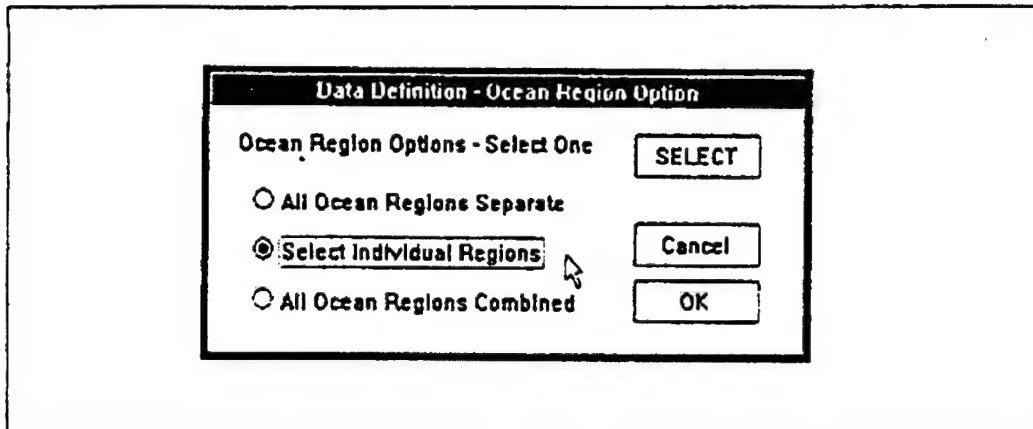 Data Definition - Ocean Region Option
Ocean Region Options - Select One
SELECT
All Ocean Regions Separate
Select Individual Regions
Cancel
All Ocean Regions Combined
OK